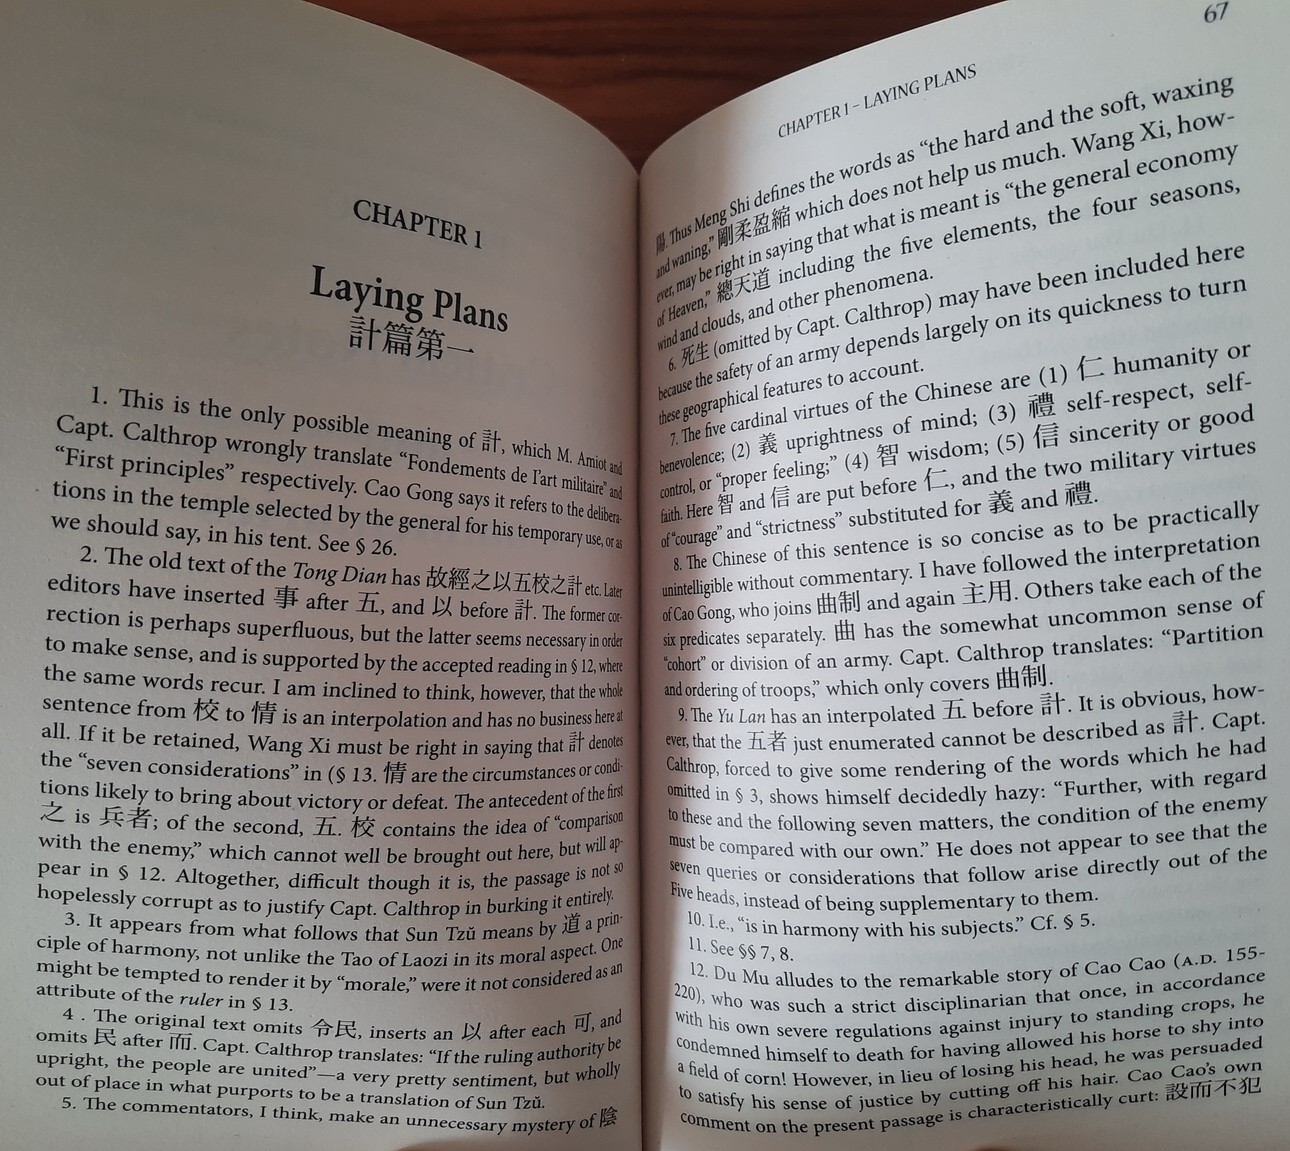 CHAPTER 1
Laying Plans
計篇第一
1. This is the only possible meaning of 計, which M. Amiot and
Capt. Calthrop wrongly translate “Fondements de l’art militaire” and
“First principles” respectively. Cao Gong says it refers to the delibera-
tions in the temple selected by the general for his temporary use, or as
we should say, in his tent. See § 26.
2. The old text of the Tong Dian has 故經之以五校之計 etc. Later
editors have inserted 事 after 五, and 以 before 計. The former cor-
rection is perhaps superfluous, but the latter seems necessary in order
to make sense, and is supported by the accepted reading in § 12, where
the same words recur. I am inclined to think, however, that the whole
sentence from 校 to 情 is an interpolation and has no business here at
all. If it be retained, Wang Xi must be right in saying that 計 denotes
the “seven considerations” in (§ 13. 情 are the circumstances or condi-
tions likely to bring about victory or defeat. The antecedent of the first
之 is 兵者; of the second, 五. 校 contains the idea of “comparison
with the enemy,” which cannot well be brought out here, but will ap-
pear in § 12. Altogether, difficult though it is, the passage is not so
hopelessly corrupt as to justify Capt. Calthrop in burking it entirely.
3. It appears from what follows that Sun Tzŭ means by 道 a prin-
ciple of harmony, not unlike the Tao of Laozi in its moral aspect. One
might be tempted to render it by “morale,” were it not considered as an
attribute of the ruler in § 13.
4 . The original text omits 令民, inserts an 以 after each 可, and
omits 民 after 而. Capt. Calthrop translates: “If the ruling authority be
upright, the people are united”—a very pretty sentiment, but wholly
out of place in what purports to be a translation of Sun Tzŭ.
5. The commentators, I think, make an unnecessary mystery of 陰
67
CHAPTER 1 – LAYING PLANS
陽. Thus Meng Shi defines the words as “the hard and the soft, waxing
and waning,” 剛柔盈縮 which does not help us much. Wang Xi, how-
ever, may be right in saying that what is meant is “the general economy
of Heaven,” 總天道 including the five elements, the four seasons,
wind and clouds, and other phenomena.
6. 死生 (omitted by Capt. Calthrop) may have been included here
because the safety of an army depends largely on its quickness to turn
these geographical features to account.
7. The five cardinal virtues of the Chinese are (1) 仁 humanity or
benevolence; (2) 義 uprightness of mind; (3) 禮 self-respect, self-
control, or “proper feeling;” (4) 智 wisdom; (5) 信 sincerity or good
faith. Here 智 and 信 are put before 仁, and the two military virtues
of “courage” and “strictness” substituted for 義 and 禮.
8. The Chinese of this sentence is so concise as to be practically
unintelligible without commentary. I have followed the interpretation
of Cao Gong, who joins 曲制 and again 主用. Others take each of the
six predicates separately. 曲 has the somewhat uncommon sense of
“cohort” or division of an army. Capt. Calthrop translates: “Partition
and ordering of troops,” which only covers 曲制.
9. The Yu Lan has an interpolated 五 before 計. It is obvious, how-
ever, that the 五者 just enumerated cannot be described as 計. Capt.
Calthrop, forced to give some rendering of the words which he had
omitted in § 3, shows himself decidedly hazy: “Further, with regard
to these and the following seven matters, the condition of the enemy
must be compared with our own.” He does not appear to see that the
seven queries or considerations that follow arise directly out of the
Five heads, instead of being supplementary to them.
10. I.e., “is in harmony with his subjects.” Cf. § 5.
11. See §§ 7, 8.
12. Du Mu alludes to the remarkable story of Cao Cao (A.D. 155-
220), who was such a strict disciplinarian that once, in accordance
with his own severe regulations against injury to standing crops, he
condemned himself to death for having allowed his horse to shy into
a field of corn! However, in lieu of losing his head, he was persuaded
to satisfy his sense of justice by cutting off his hair. Cao Cao’s own
comment on the present passage is characteristically curt: 設而不犯